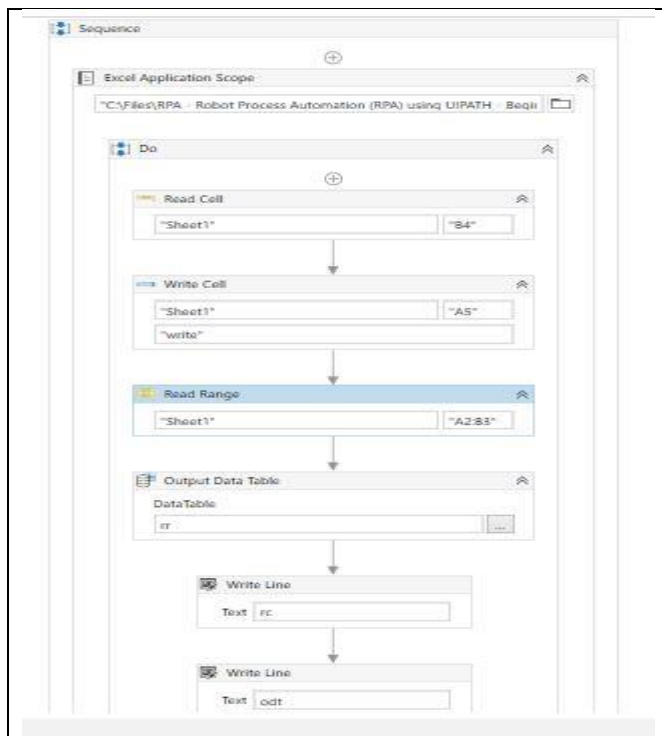 Sequence
Excel Application Scope
"C:\Files\RPA - Robot Process Automation (RPA) using UIPATH - Begin
Do
Read Cell
"Sheet1" "B4"
Write Cell
"Sheet1" "A5"
"write"
Read Range
"Sheet1" "A2:B3"
Output Data Table
DataTable
rr ...
Write Line
Text rc
Write Line
Text odt